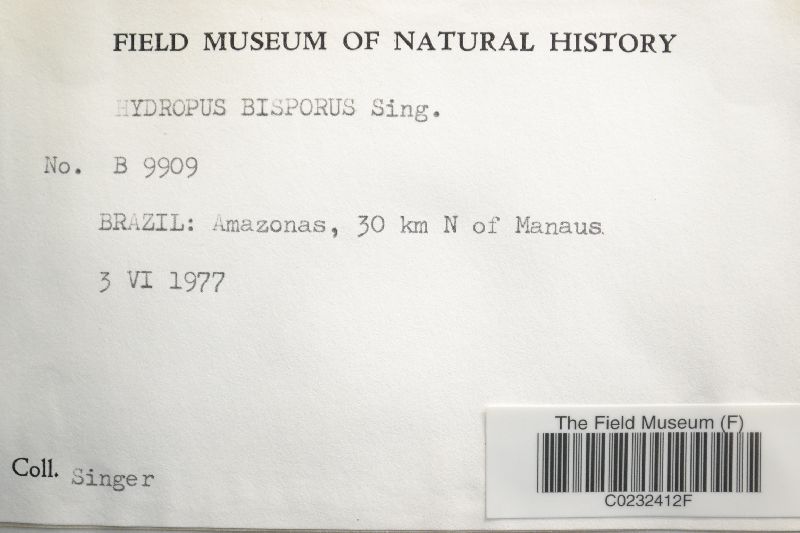 FIELD MUSEUM OF NATURAL HISTORY
HYDROPUS BISPORUS Sing.
No. B 9909
BRAZIL: Amazonas, 30 km N of Manaus.
3 VI 1977
Coll. Singer
The Field Museum (F)
C0232412F